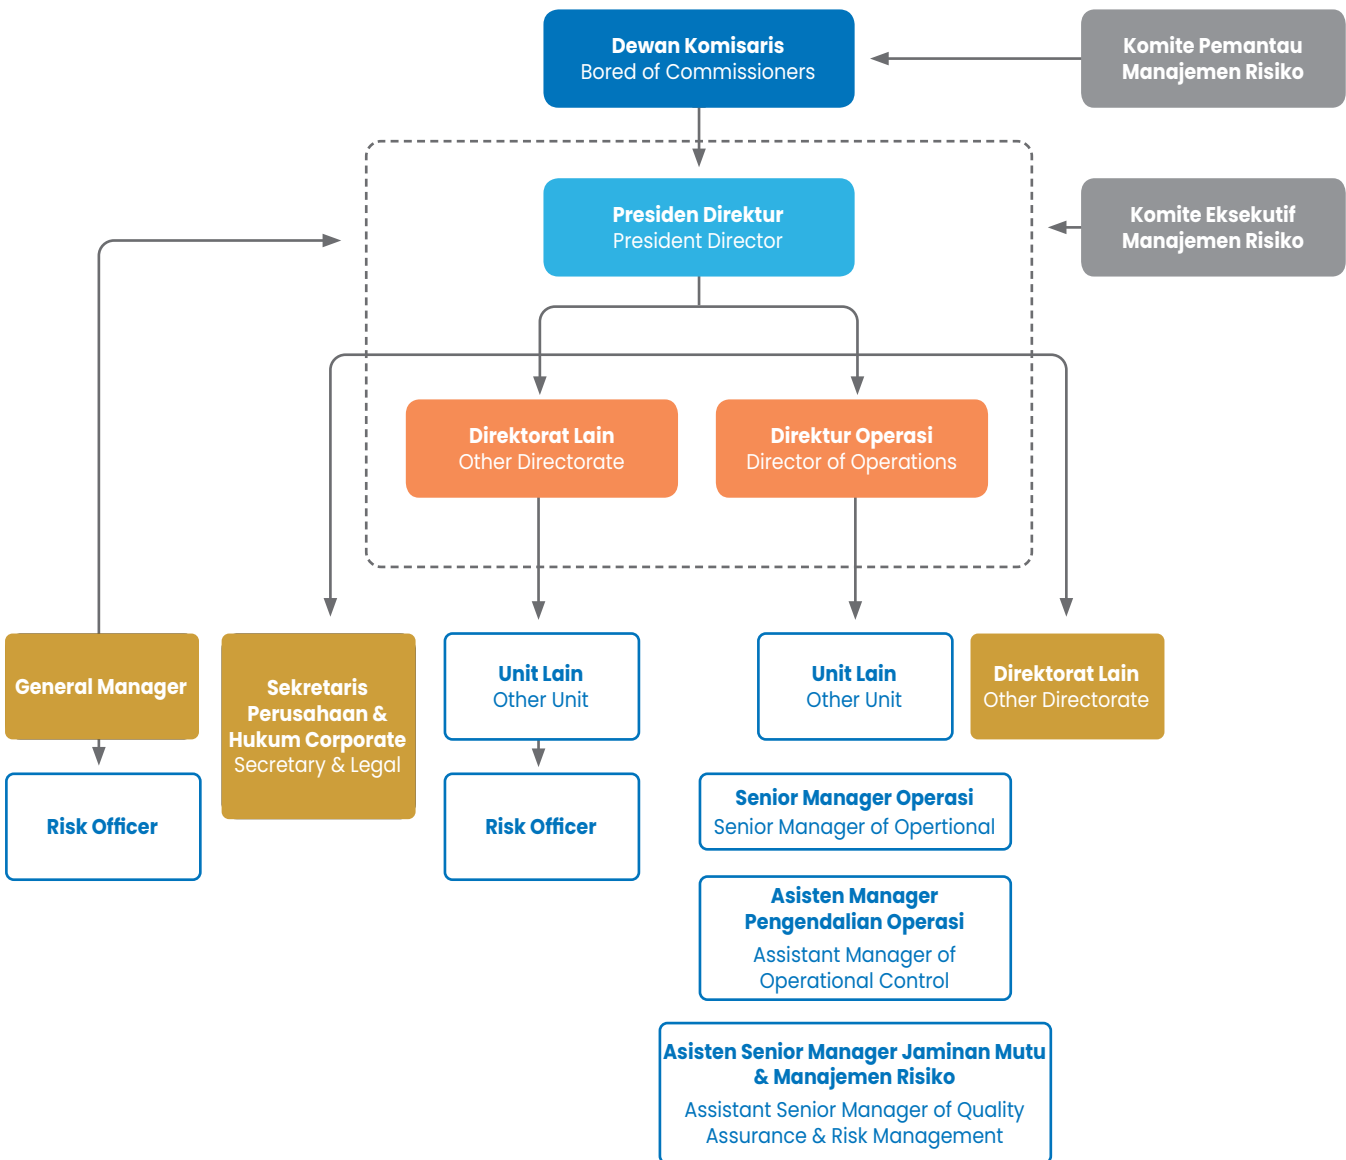 Dewan Komisaris
Bored of Commissioners
Komite Pemantau
Manajemen Risiko
Presiden Direktur
President Director
Komite Eksekutif
Manajemen Risiko
Direktorat Lain
Other Directorate
Direktur Operasi
Director of Operations
General Manager
Sekretaris
Perusahaan &
Hukum Corporate
Secretary & Legal
Unit Lain
Other Unit
Unit Lain
Other Unit
Direktorat Lain
Other Directorate
Risk Officer
Risk Officer
Senior Manager Operasi
Senior Manager of Opertional
Asisten Manager
Pengendalian Operasi
Assistant Manager of
Operational Control
Asisten Senior Manager Jaminan Mutu
& Manajemen Risiko
Assistant Senior Manager of Quality
Assurance & Risk Management